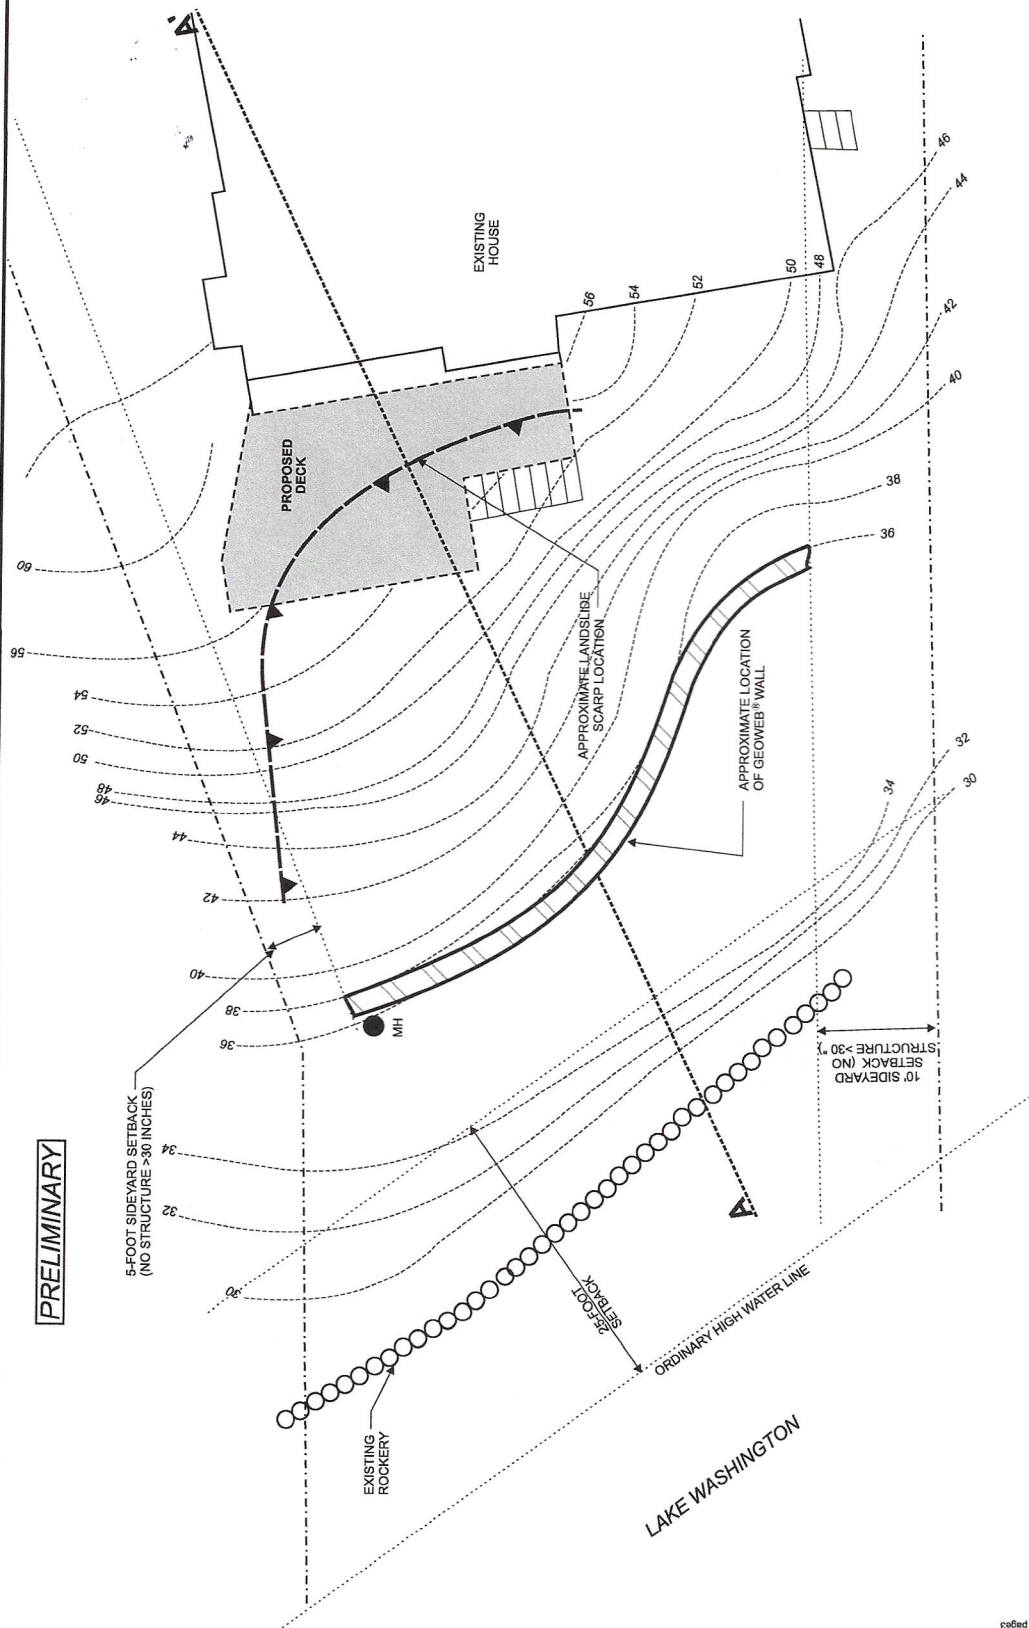 PRELIMINARY
5-FOOT SIDEYARD SETBACK
(NO STRUCTURE >30 INCHES)
A'
EXISTING
HOUSE
PROPOSED
DECK
60
56
54
52
50
48
46
44
42
40
38
36
34
32
30
56
54
52
50
48
46
44
42
40
38
36
34
32
30
APPROXIMATE LANDSLIDE
SCARP LOCATION
APPROXIMATE LOCATION
OF GEOWEB® WALL
MH
10' SIDEYARD
SETBACK (NO
STRUCTURE >30")
A
25-FOOT
SETBACK
ORDINARY HIGH WATER LINE
EXISTING
ROCKERY
LAKE WASHINGTON
page3